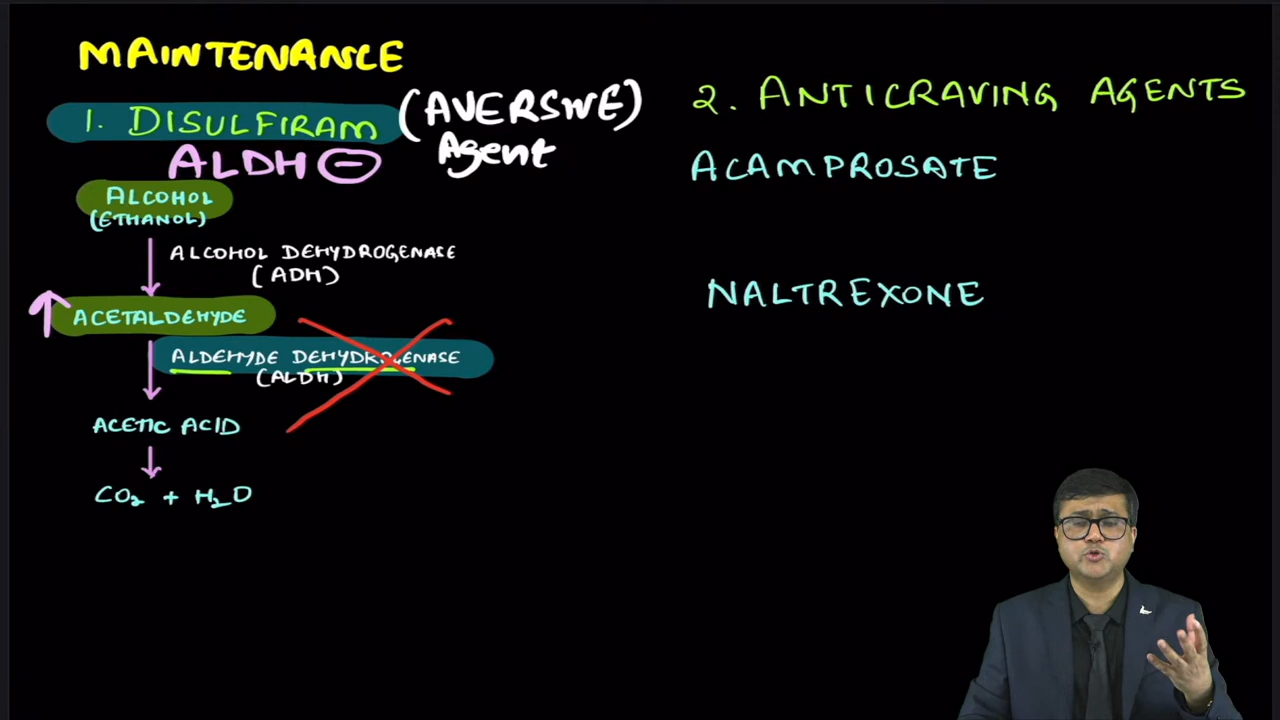 MAINTENANCE
1. DISULFIRAM (AVERSIVE)
Agent
ALDH ⊖
ALCOHOL
(ETHANOL)
ALCOHOL DEHYDROGENASE
(ADH)
↑ ACETALDEHYDE
ALDEHYDE DEHYDROGENASE
(ALDH)
ACETIC ACID
CO₂ + H₂O
2. ANTICRAVING AGENTS
ACAMPROSATE
NALTREXONE